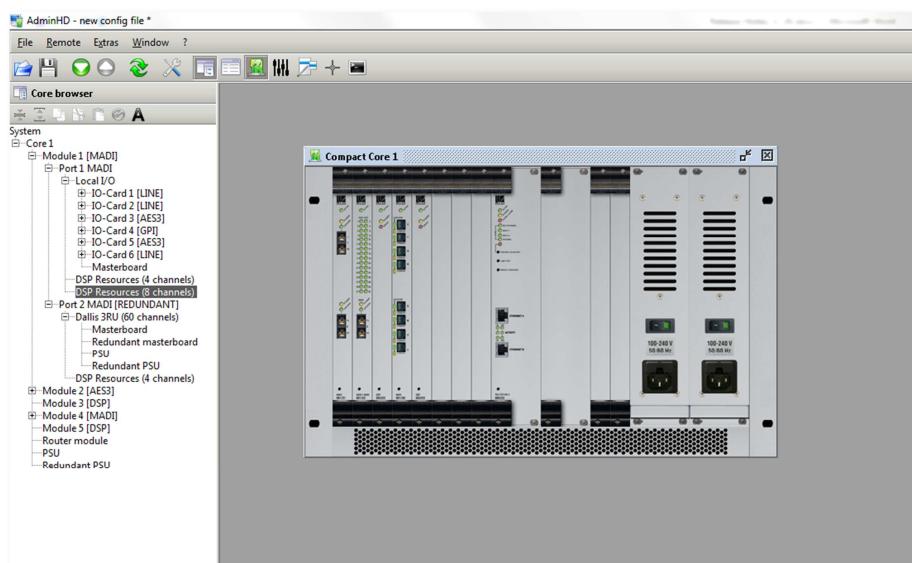 AdminHD - new config file *
File Remote Extras Window ?
Core browser
System
Core 1
Module 1 [MADI]
Port 1 MADI
Local I/O
IO-Card 1 [LINE]
IO-Card 2 [LINE]
IO-Card 3 [AES3]
IO-Card 4 [GPI]
IO-Card 5 [AES3]
IO-Card 6 [LINE]
Masterboard
DSP Resources (4 channels)
DSP Resources (8 channels)
Port 2 MADI [REDUNDANT]
Dallis 3RU (60 channels)
Masterboard
Redundant masterboard
PSU
Redundant PSU
DSP Resources (4 channels)
Module 2 [AES3]
Module 3 [DSP]
Module 4 [MADI]
Module 5 [DSP]
Router module
PSU
Redundant PSU
Compact Core 1
100-240 V 100-240 V
50-60 Hz 50-60 Hz